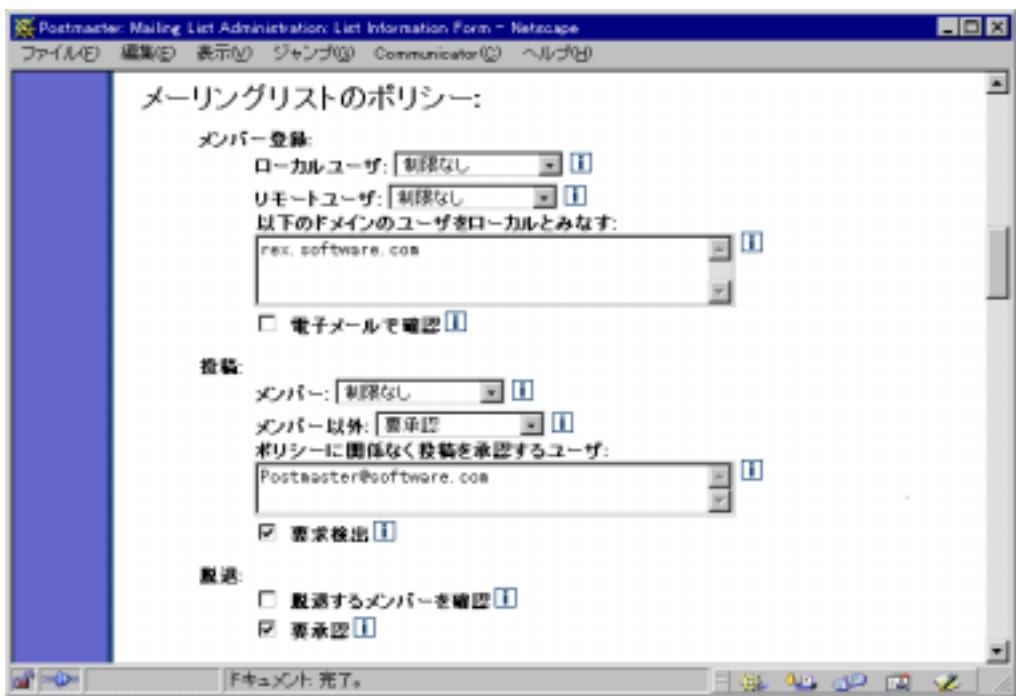 Postmaster: Mailing List Administration: List Information Form - Netscape
ファイル(F) 編集(E) 表示(V) ジャンプ(G) Communicator(C) ヘルプ(H)
メーリングリストのポリシー:
メンバー登録:
ローカルユーザ: 制限なし
リモートユーザ: 制限なし
以下のドメインのユーザをローカルとみなす:
rex.software.com
電子メールで確認
投稿:
メンバー: 制限なし
メンバー以外: 要承認
ポリシーに関係なく投稿を承認するユーザ:
Postmaster@software.com
要求検出
脱退:
脱退するメンバーを確認
要承認
ドキュメント: 完了。